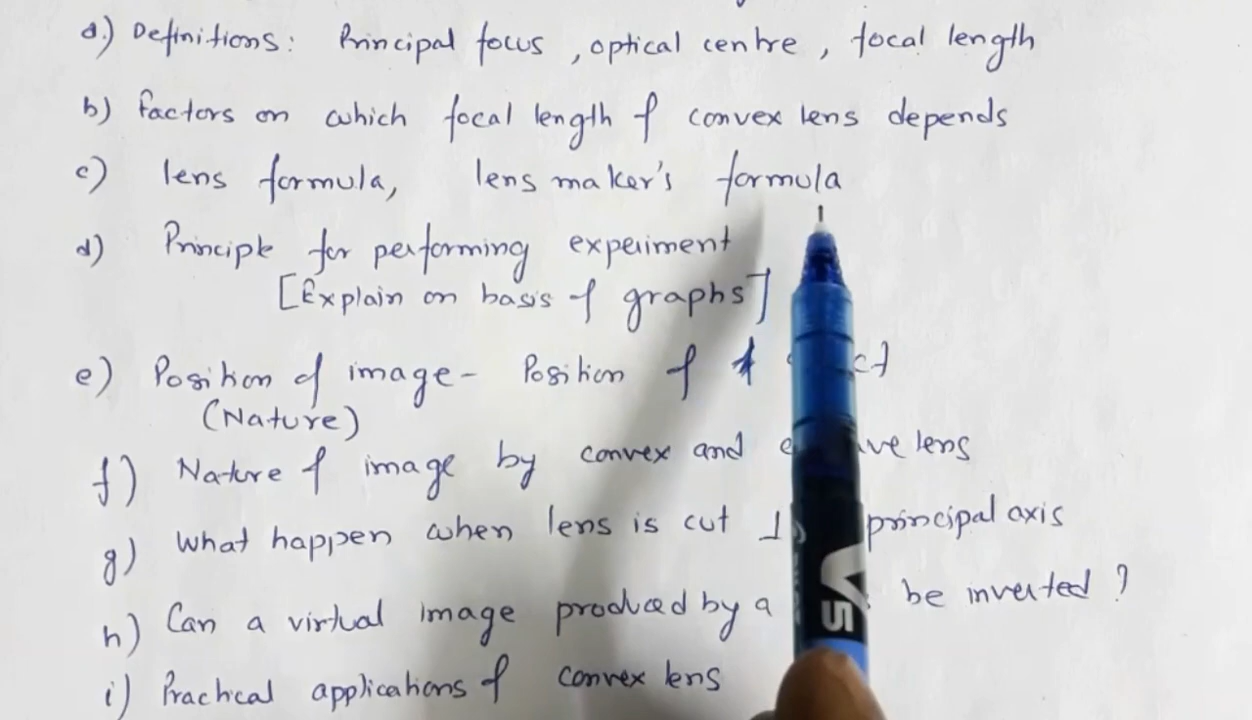 a.) Definitions: Principal focus , optical centre , focal length
b) factors on which focal length of convex lens depends
c) lens formula, lens maker's formula
d) Principle for performing experiment
[Explain on basis of graphs]
e) Position of image - Position of
(Nature)
f) Nature of image by convex and lens
g) What happen when lens is cut ⊥ principal axis
h) Can a virtual image produced by a be inverted ?
i) Practical applications of convex lens
V5